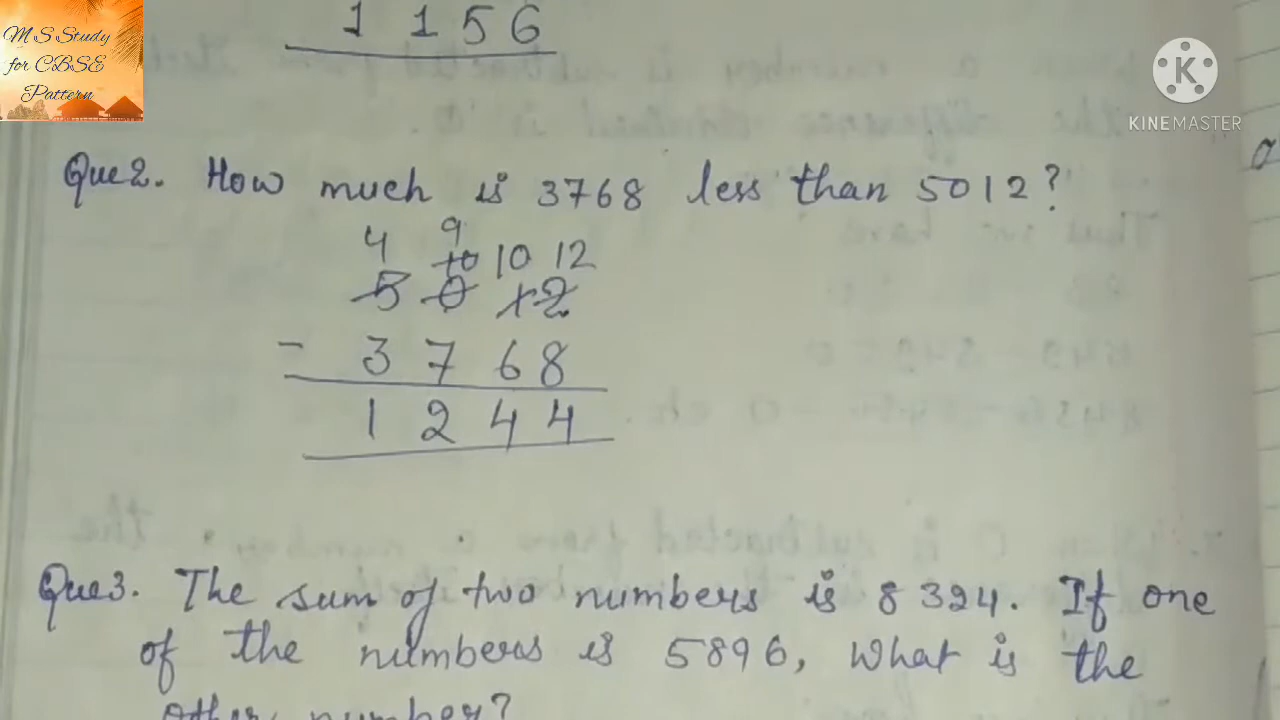 M S Study
for CBSE
Pattern
KINEMASTER
1 1 5 6
Que2. How much is 3768 less than 5012?
9
4 10 10 12
5 0 1 2
- 3 7 6 8
1 2 4 4
Que3. The sum of two numbers is 8324. If one
of the numbers is 5896, what is the
other number?